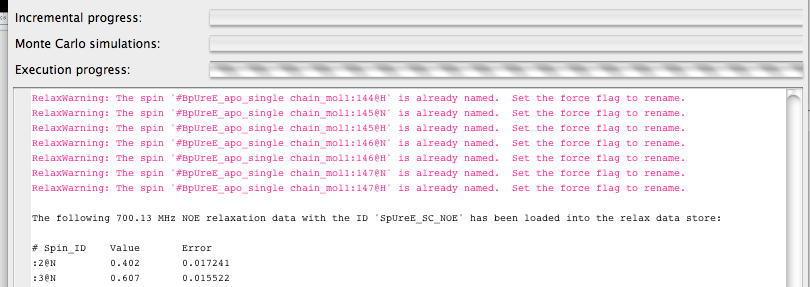 Incremental progress:
Monte Carlo simulations:
Execution progress:
RelaxWarning: The spin '#BpUreE_apo_single chain_mol1:144@H' is already named.  Set the force flag to rename.
RelaxWarning: The spin '#BpUreE_apo_single chain_mol1:145@N' is already named.  Set the force flag to rename.
RelaxWarning: The spin '#BpUreE_apo_single chain_mol1:145@H' is already named.  Set the force flag to rename.
RelaxWarning: The spin '#BpUreE_apo_single chain_mol1:146@N' is already named.  Set the force flag to rename.
RelaxWarning: The spin '#BpUreE_apo_single chain_mol1:146@H' is already named.  Set the force flag to rename.
RelaxWarning: The spin '#BpUreE_apo_single chain_mol1:147@N' is already named.  Set the force flag to rename.
RelaxWarning: The spin '#BpUreE_apo_single chain_mol1:147@H' is already named.  Set the force flag to rename.
The following 700.13 MHz NOE relaxation data with the ID 'SpUreE_SC_NOE' has been loaded into the relax data store:
# Spin_ID    Value       Error
:2@N         0.402       0.017241
:3@N         0.607       0.015522